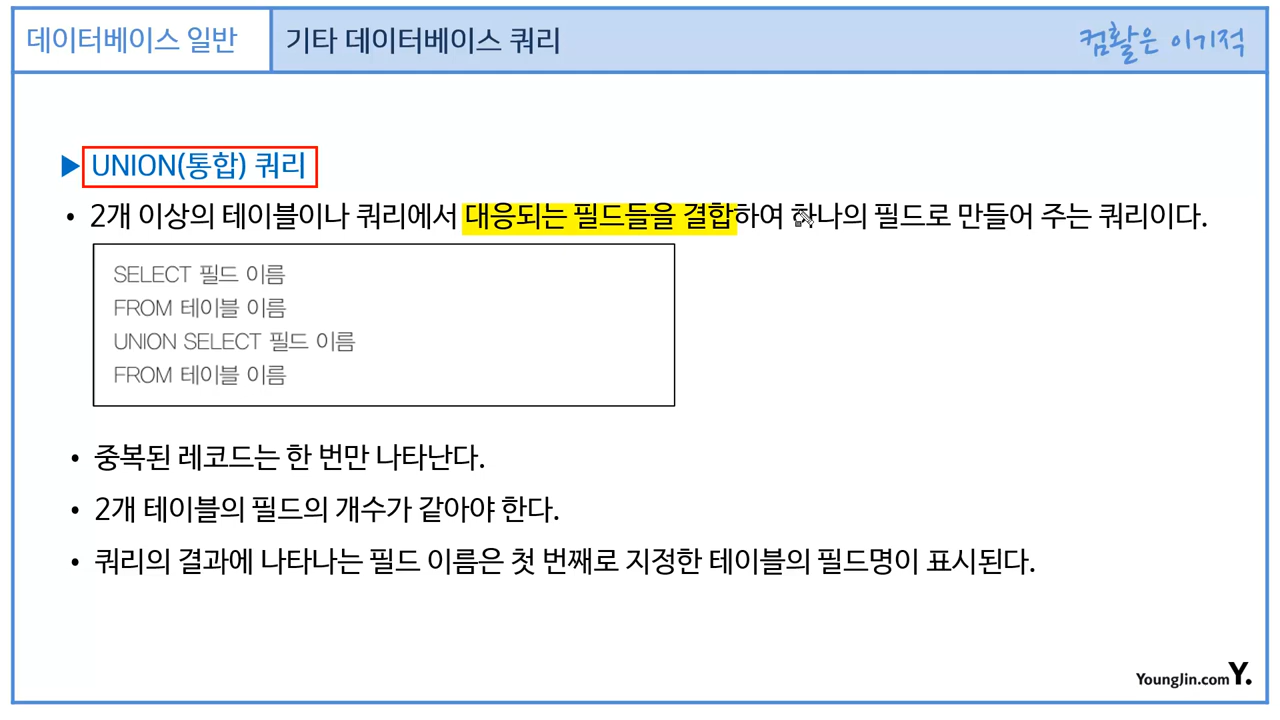 데이터베이스 일반
기타 데이터베이스 쿼리
컴활은 이기적
▶ UNION(통합) 쿼리
• 2개 이상의 테이블이나 쿼리에서 대응되는 필드들을 결합하여 하나의 필드로 만들어 주는 쿼리이다.
SELECT 필드 이름
FROM 테이블 이름
UNION SELECT 필드 이름
FROM 테이블 이름
• 중복된 레코드는 한 번만 나타난다.
• 2개 테이블의 필드의 개수가 같아야 한다.
• 쿼리의 결과에 나타나는 필드 이름은 첫 번째로 지정한 테이블의 필드명이 표시된다.
YoungJin.com Y.